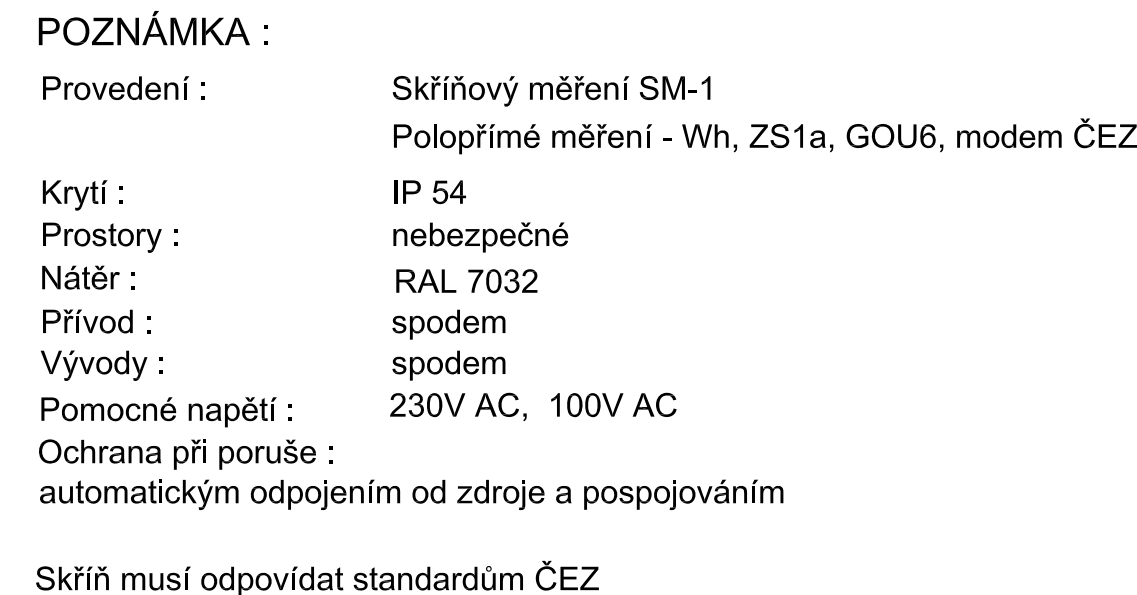 POZNÁMKA :
Provedení : Skříňový měření SM-1
Polopřímé měření - Wh, ZS1a, GOU6, modem ČEZ
Krytí : IP 54
Prostory : nebezpečné
Nátěr : RAL 7032
Přívod : spodem
Vývody : spodem
Pomocné napětí : 230V AC, 100V AC
Ochrana při poruše :
automatickým odpojením od zdroje a pospojováním
Skříň musí odpovídat standardům ČEZ